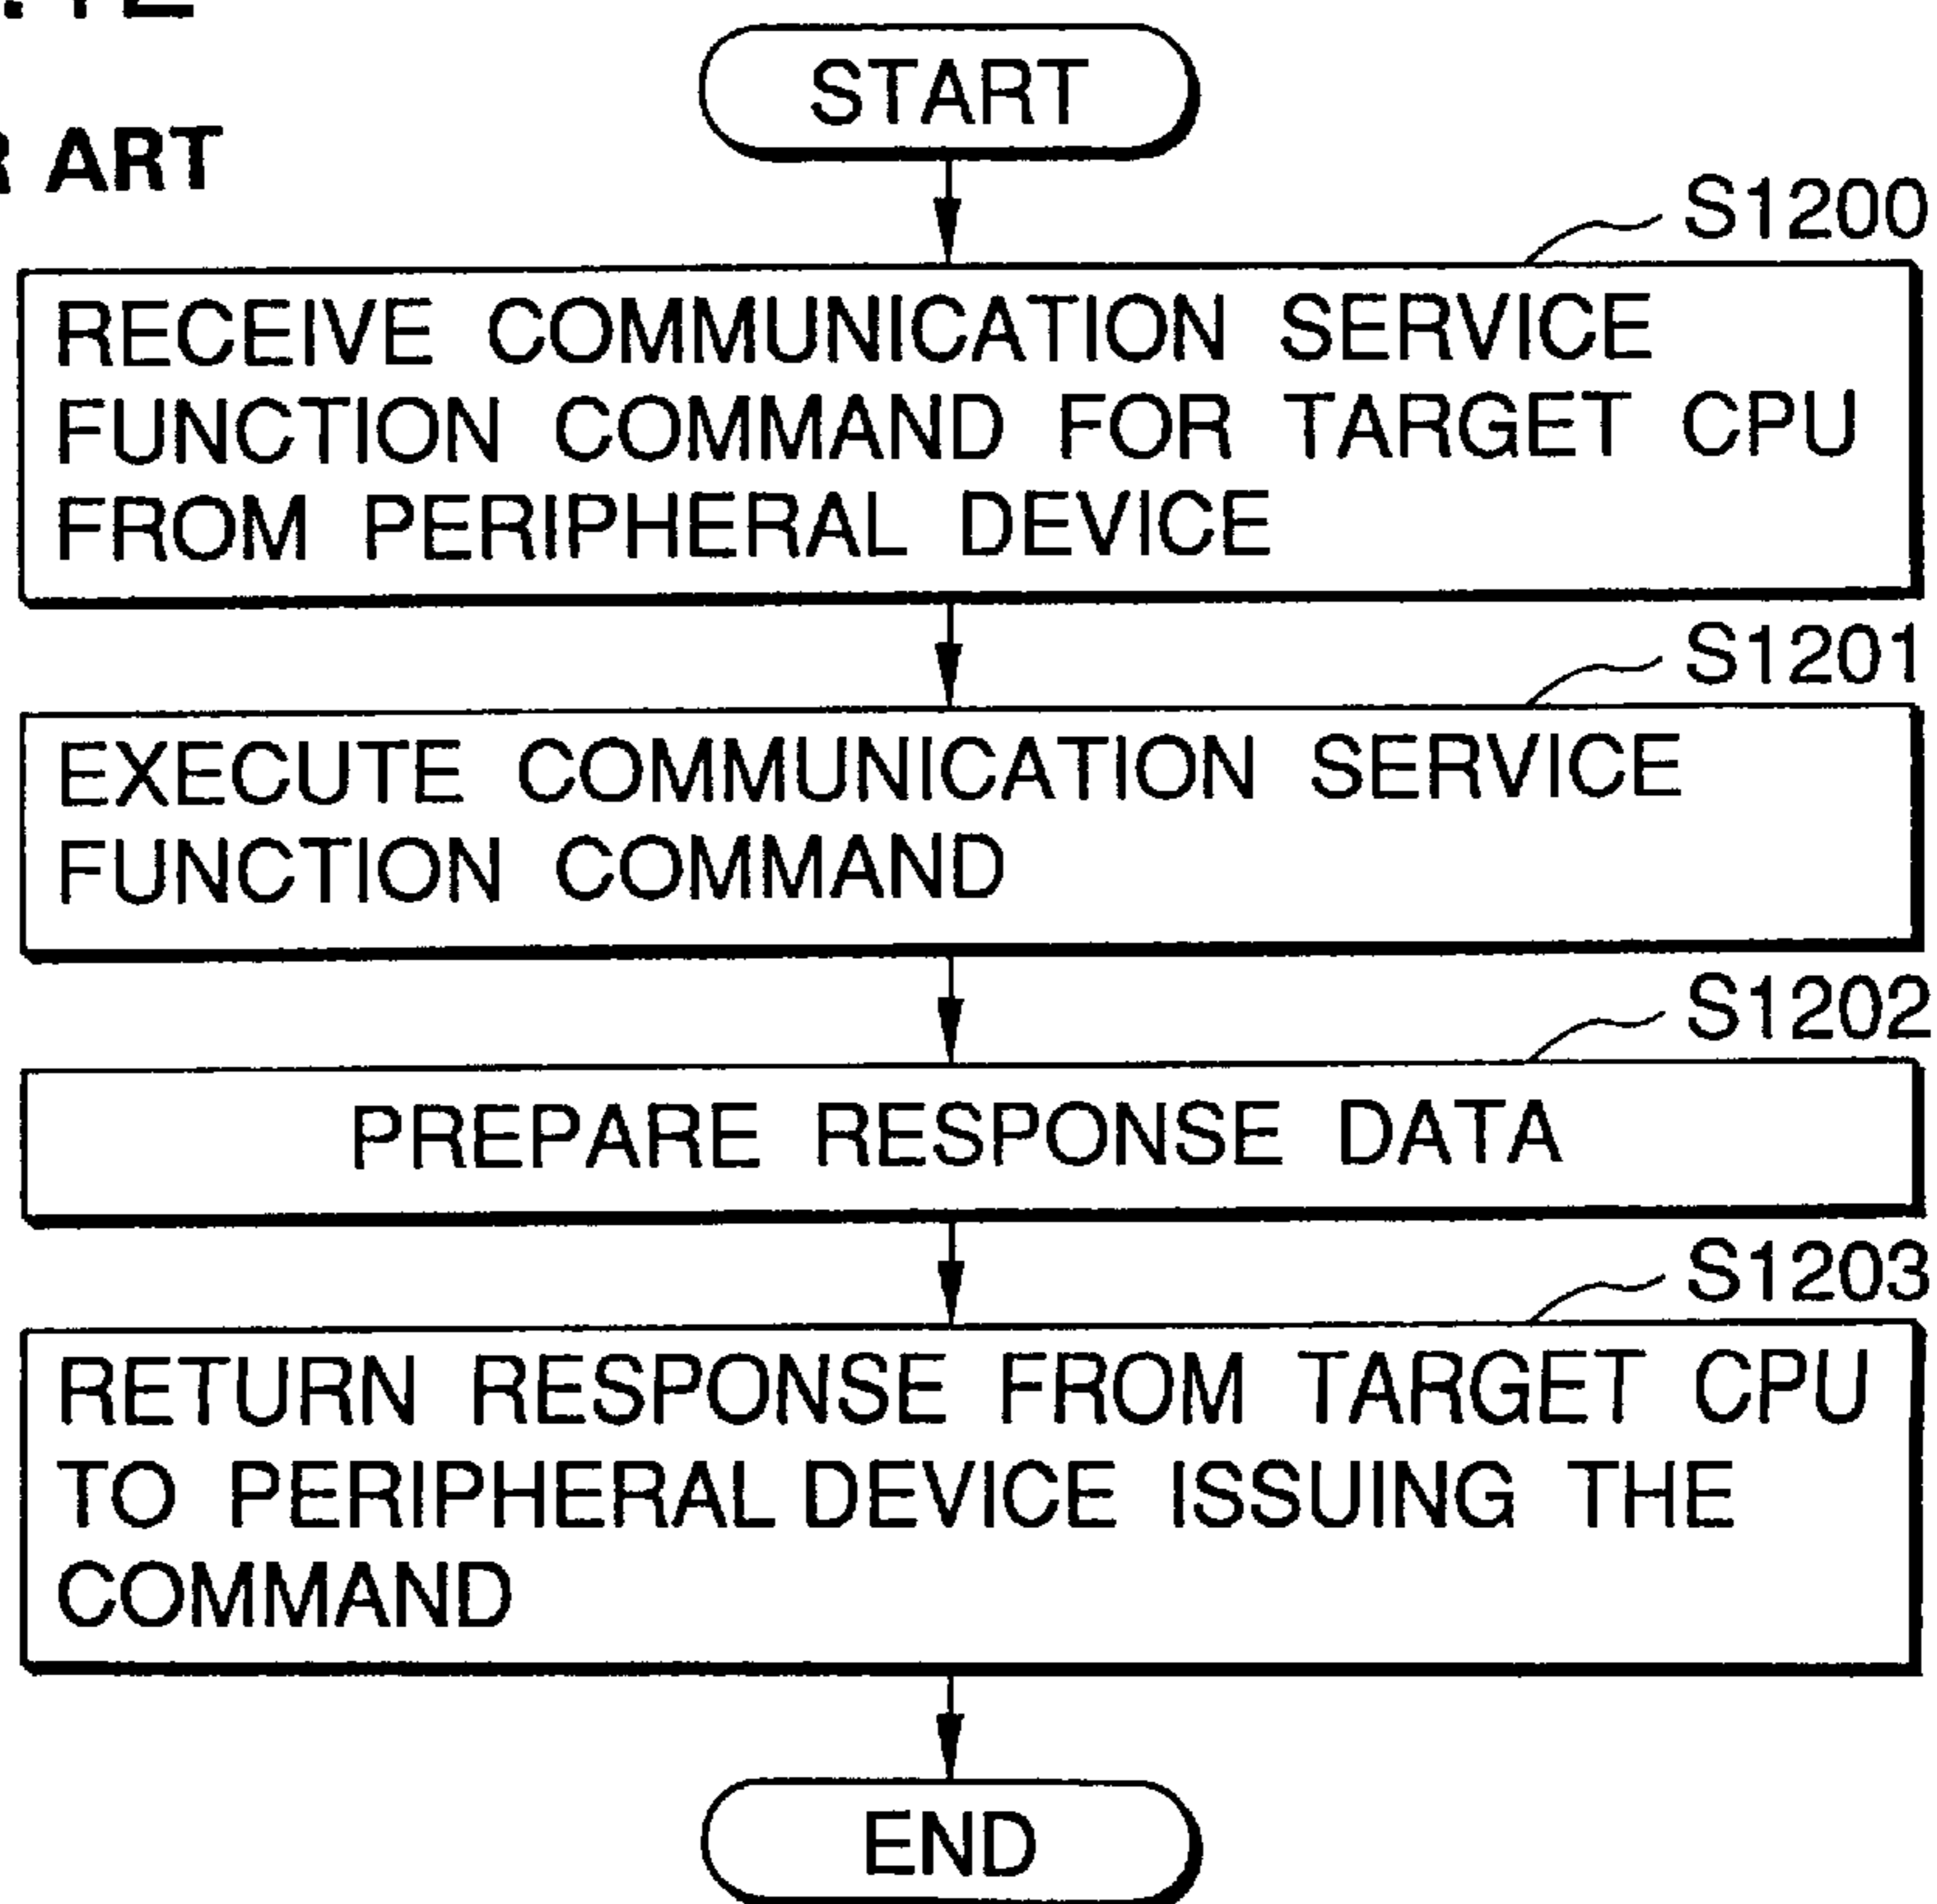 START
ART
S1200
RECEIVE COMMUNICATION SERVICE
FUNCTION COMMAND FOR TARGET CPU
FROM PERIPHERAL DEVICE
S1201
EXECUTE COMMUNICATION SERVICE
FUNCTION COMMAND
S1202
PREPARE RESPONSE DATA
S1203
RETURN RESPONSE FROM TARGET CPU
TO PERIPHERAL DEVICE ISSUING THE
COMMAND
END